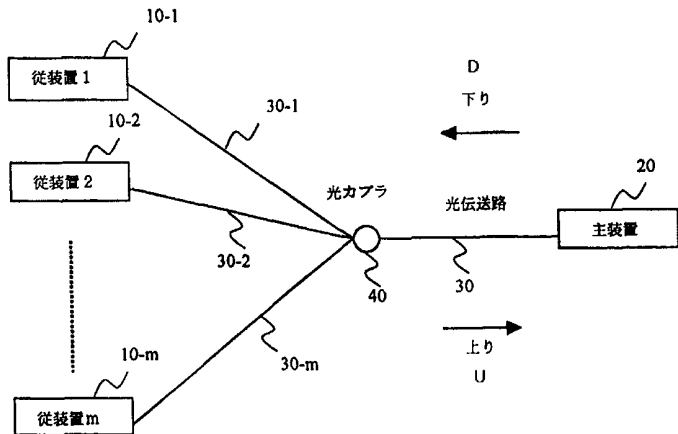 10-1
従装置1
D
下り
30-1
10-2
従装置2
光カプラ
光伝送路
20
主装置
30-2
40
30
上り
U
10-m
30-m
従装置m